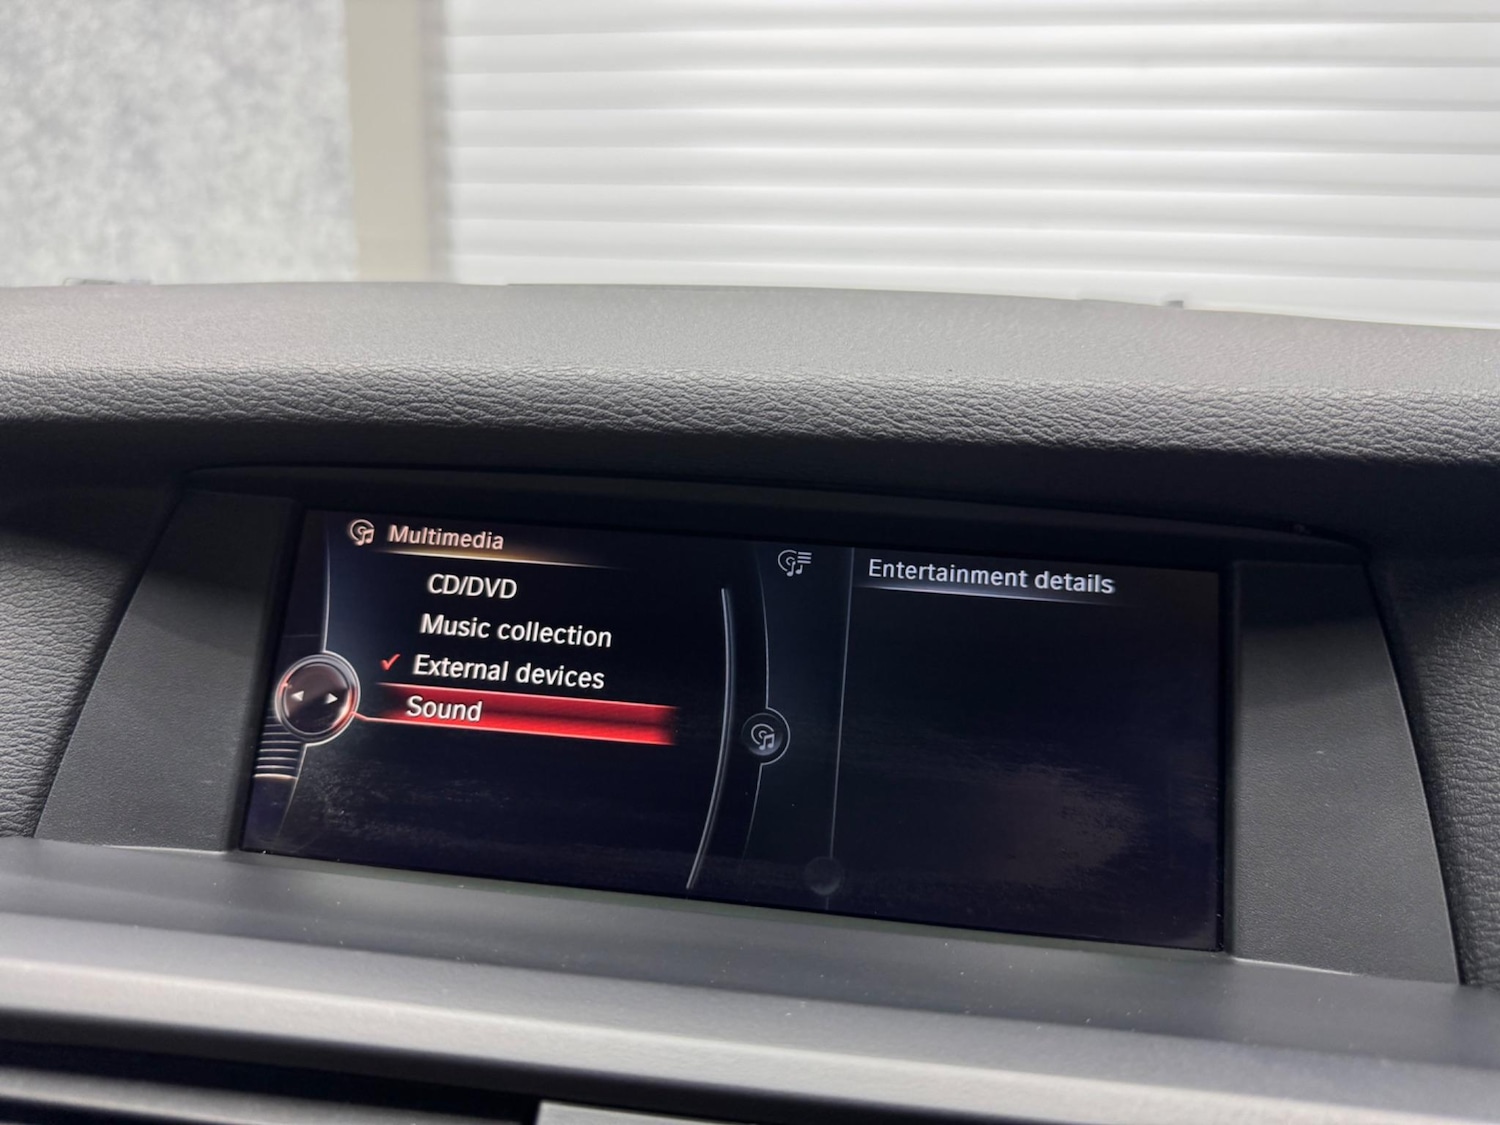 Multimedia
CD/DVD
Music collection
✓ External devices
Sound
Entertainment details